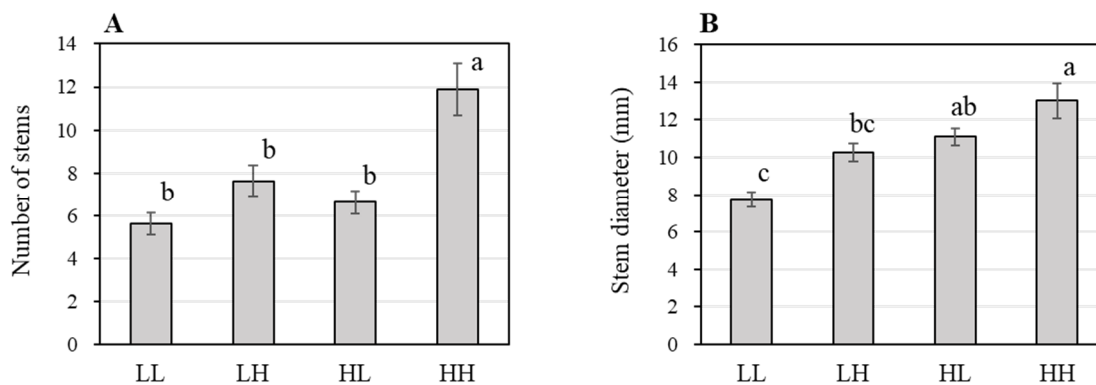 A
Number of stems
14
12
10
8
6
4
2
0
b
b
b
a
LL LH HL HH
B
Stem diameter (mm)
16
14
12
10
8
6
4
2
0
c
bc
ab
a
LL LH HL HH